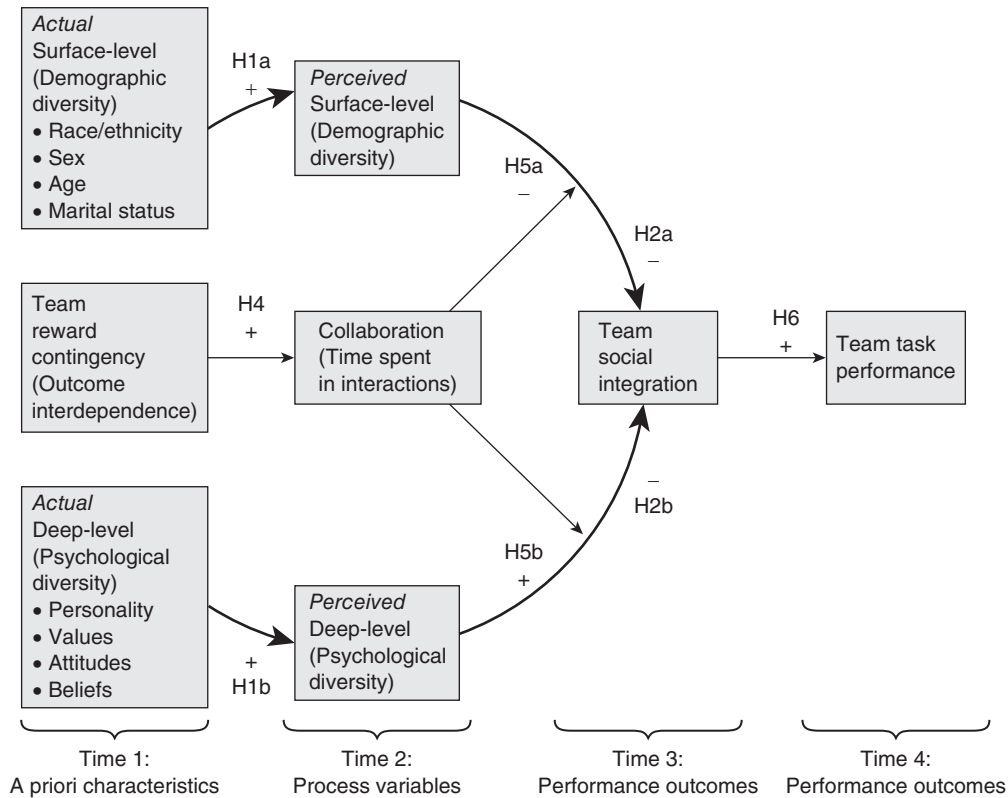 Actual
Surface-level
(Demographic
diversity)
• Race/ethnicity
• Sex
• Age
• Marital status
H1a
+
Perceived
Surface-level
(Demographic
diversity)
H5a
–
H2a
–
Team
reward
contingency
(Outcome
interdependence)
H4
+
Collaboration
(Time spent
in interactions)
Team
social
integration
H6
+
Team task
performance
Actual
Deep-level
(Psychological
diversity)
• Personality
• Values
• Attitudes
• Beliefs
+
H1b
Perceived
Deep-level
(Psychological
diversity)
H5b
+
–
H2b
Time 1:
A priori characteristics
Time 2:
Process variables
Time 3:
Performance outcomes
Time 4:
Performance outcomes